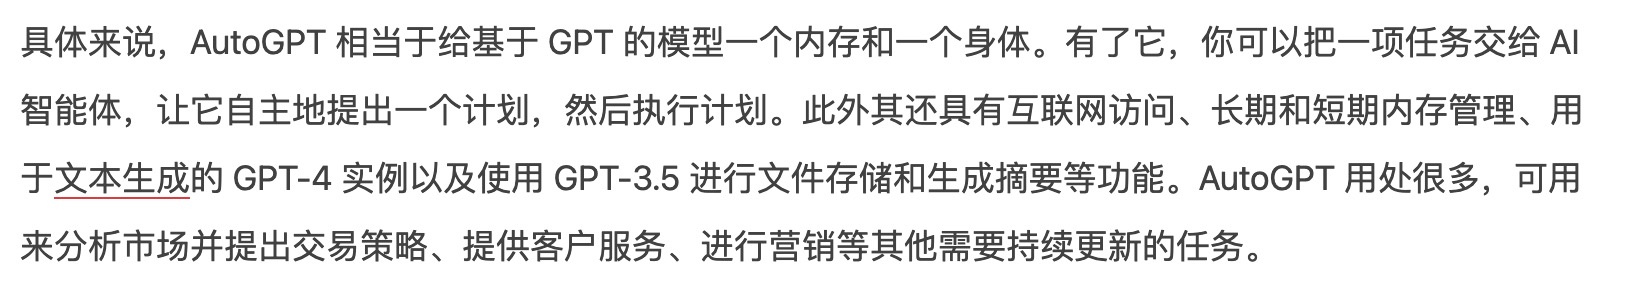 具体来说，AutoGPT 相当于给基于 GPT 的模型一个内存和一个身体。有了它，你可以把一项任务交给 AI
智能体，让它自主地提出一个计划，然后执行计划。此外其还具有互联网访问、长期和短期内存管理、用
于文本生成的 GPT-4 实例以及使用 GPT-3.5 进行文件存储和生成摘要等功能。AutoGPT 用处很多，可用
来分析市场并提出交易策略、提供客户服务、进行营销等其他需要持续更新的任务。